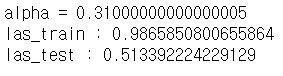 alpha = 0.31000000000000005
las_train : 0.9865850800655864
las_test : 0.513392224229129